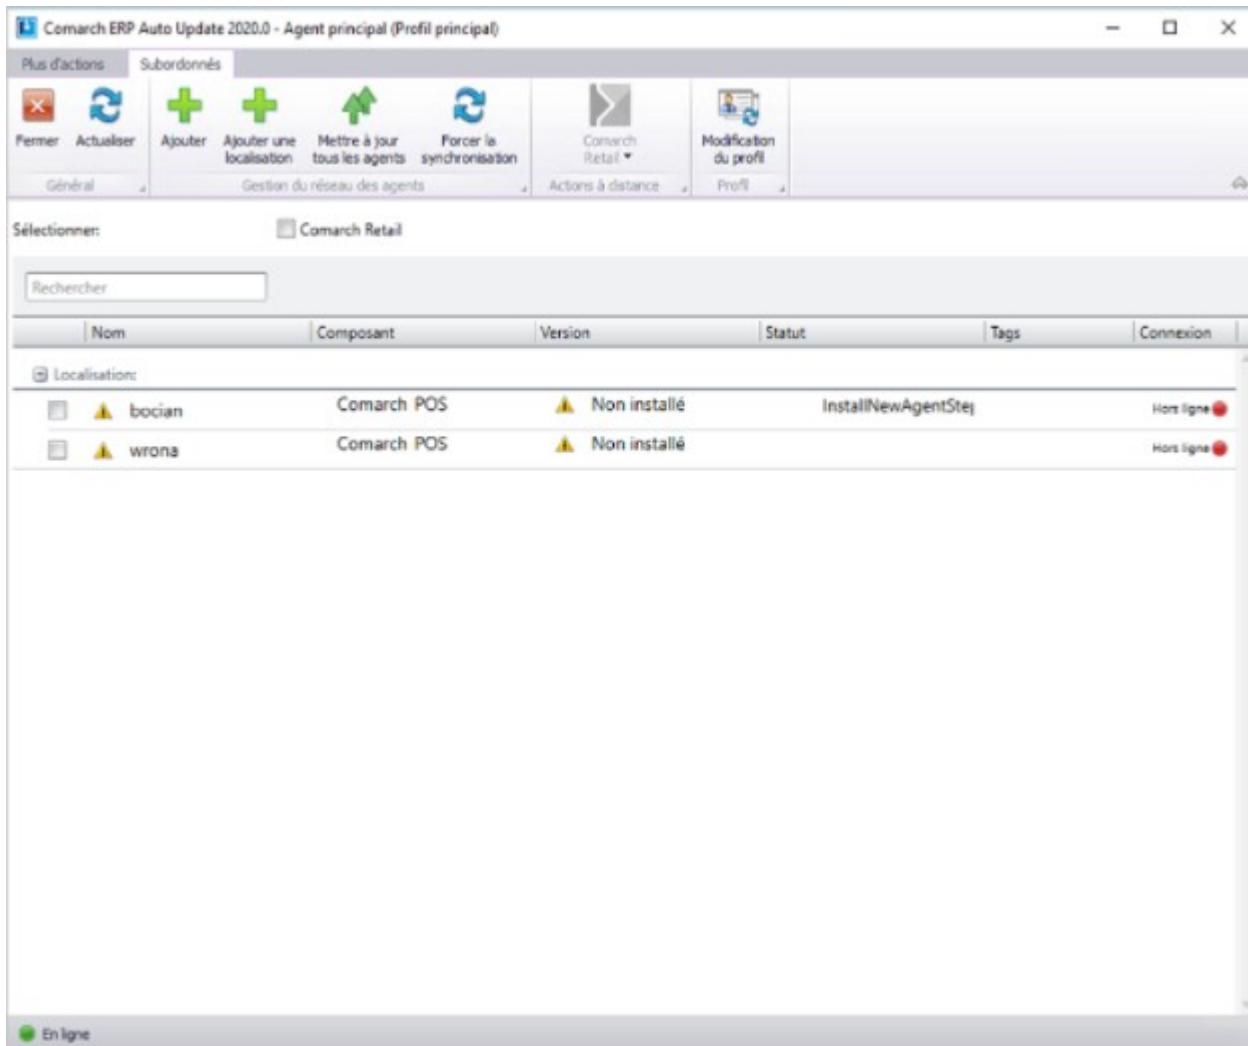 Comarch ERP Auto Update 2020.0 - Agent principal (Profil principal)
Plus d'actions Subordonnés
Fermer Actualiser Ajouter Ajouter une localisation Mettre à jour tous les agents Forcer la synchronisation Comarch Retail Modification du profil
Général Gestion du réseau des agents Actions à distance Profil
Sélectionner: Comarch Retail
Rechercher
Nom Composant Version Statut Tags Connexion
Localisation:
bocian Comarch POS Non installé InstallNewAgentStep Hors ligne
wrona Comarch POS Non installé Hors ligne
En ligne